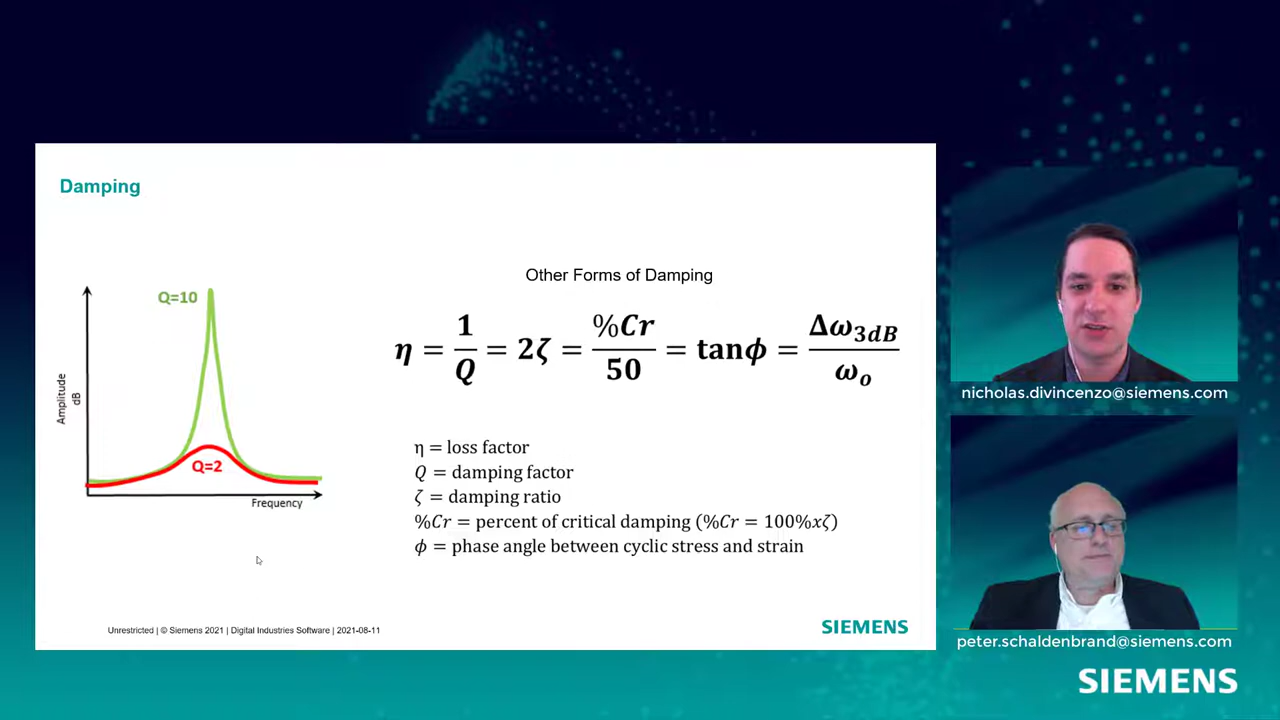 Damping
Q=10
Q=2
Amplitude
dB
Frequency
Other Forms of Damping
η = 1/Q = 2ζ = %Cr/50 = tanϕ = Δω₃dB/ωₒ
η = loss factor
Q = damping factor
ζ = damping ratio
%Cr = percent of critical damping (%Cr = 100%xζ)
ϕ = phase angle between cyclic stress and strain
Unrestricted | © Siemens 2021 | Digital Industries Software | 2021-08-11
SIEMENS
nicholas.divincenzo@siemens.com
peter.schaldenbrand@siemens.com
SIEMENS